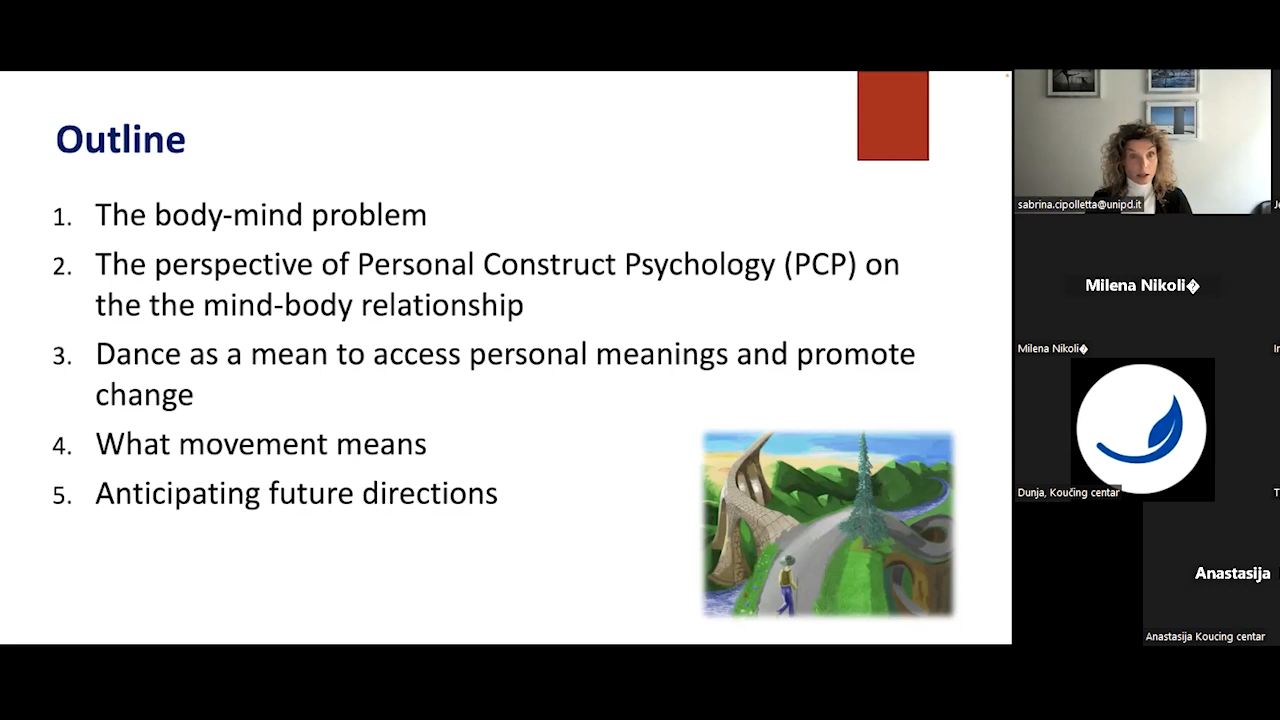 Outline
1. The body-mind problem
2. The perspective of Personal Construct Psychology (PCP) on
the the mind-body relationship
3. Dance as a mean to access personal meanings and promote
change
4. What movement means
5. Anticipating future directions
sabrina.cipolletta@unipd.it
Milena Nikoli�
Milena Nikoli�
Dunja, Koučing centar
Anastasija
Anastasija Koucing centar